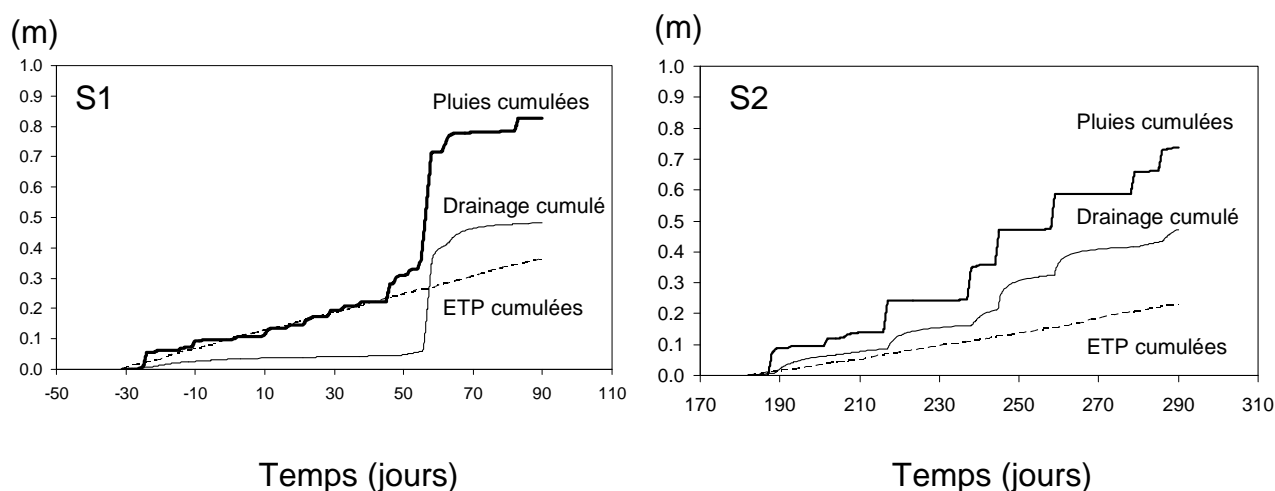 (m)
1.0
0.9
0.8
0.7
0.6
0.5
0.4
0.3
0.2
0.1
0.0
S1
Pluies cumulées
Drainage cumulé
ETP cumulées
-50 -30 -10 10 30 50 70 90 110
Temps (jours)
(m)
1.0
0.9
0.8
0.7
0.6
0.5
0.4
0.3
0.2
0.1
0.0
S2
Pluies cumulées
Drainage cumulé
ETP cumulées
170 190 210 230 250 270 290 310
Temps (jours)